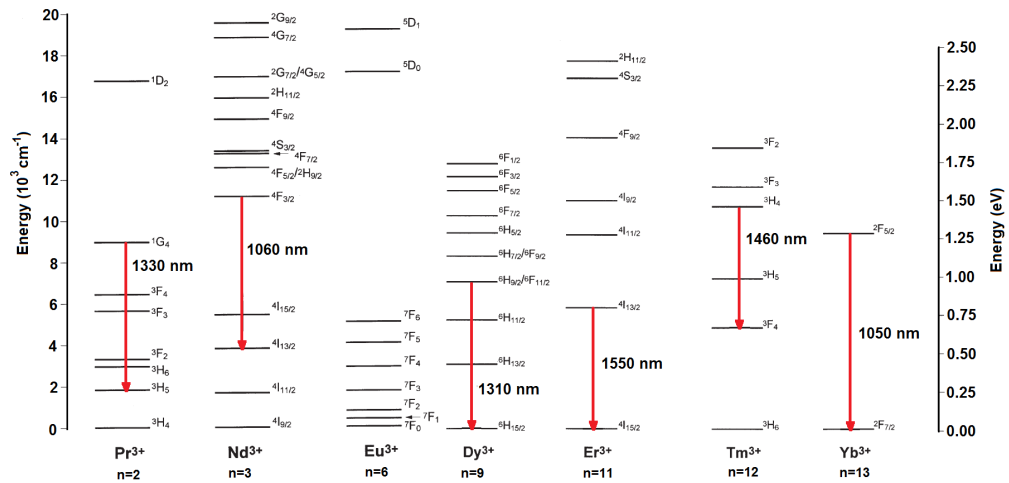 Energy (10³ cm⁻¹)
20
18
16
14
12
10
8
6
4
2
0
¹D₂
¹G₄
1330 nm
³F₄
³F₃
³F₂
³H₆
³H₅
³H₄
Pr³⁺
n=2
²G₉/₂
⁴G₇/₂
²G₇/₂/⁴G₅/₂
²H₁₁/₂
⁴F₉/₂
⁴S₃/₂
⁴F₇/₂
⁴F₅/₂/²H₉/₂
⁴F₃/₂
1060 nm
⁴I₁₅/₂
⁴I₁₃/₂
⁴I₁₁/₂
⁴I₉/₂
Nd³⁺
n=3
⁵D₁
⁵D₀
⁷F₆
⁷F₅
⁷F₄
⁷F₃
⁷F₂
⁷F₁
⁷F₀
Eu³⁺
n=6
⁶F₁/₂
⁶F₃/₂
⁶F₅/₂
⁶F₇/₂
⁶H₅/₂
⁶H₇/₂/⁶F₉/₂
⁶H₉/₂/⁶F₁₁/₂
⁶H₁₁/₂
⁶H₁₃/₂
1310 nm
⁶H₁₅/₂
Dy³⁺
n=9
²H₁₁/₂
⁴S₃/₂
⁴F₉/₂
⁴I₉/₂
⁴I₁₁/₂
⁴I₁₃/₂
1550 nm
⁴I₁₅/₂
Er³⁺
n=11
³F₂
³F₃
³H₄
1460 nm
³H₅
³F₄
³H₆
Tm³⁺
n=12
²F₅/₂
1050 nm
²F₇/₂
Yb³⁺
n=13
2.50
2.25
2.00
1.75
1.50
1.25
1.00
0.75
0.50
0.25
0.00
Energy (eV)